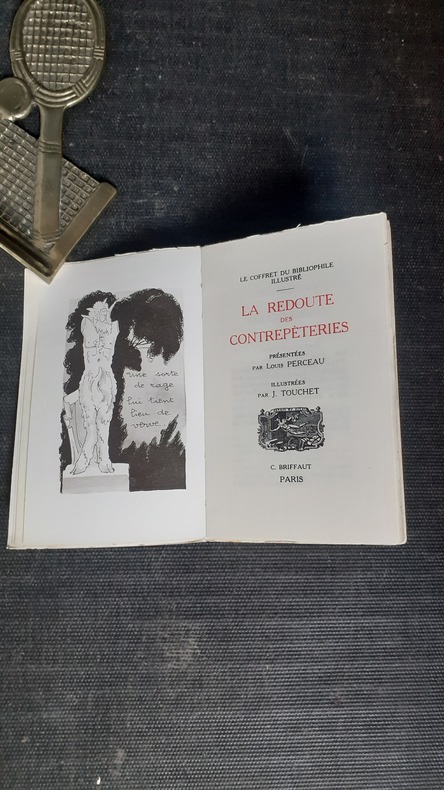 une sorte
de rage
lui tient
lieu de
verve
LE COFFRET DU BIBLIOPHILE
ILLUSTRÉ
LA REDOUTE
DES
CONTREPÈTERIES
PRÉSENTÉES
PAR LOUIS PERCEAU
ILLUSTRÉES
PAR J. TOUCHET
C. BRIFFAUT
PARIS